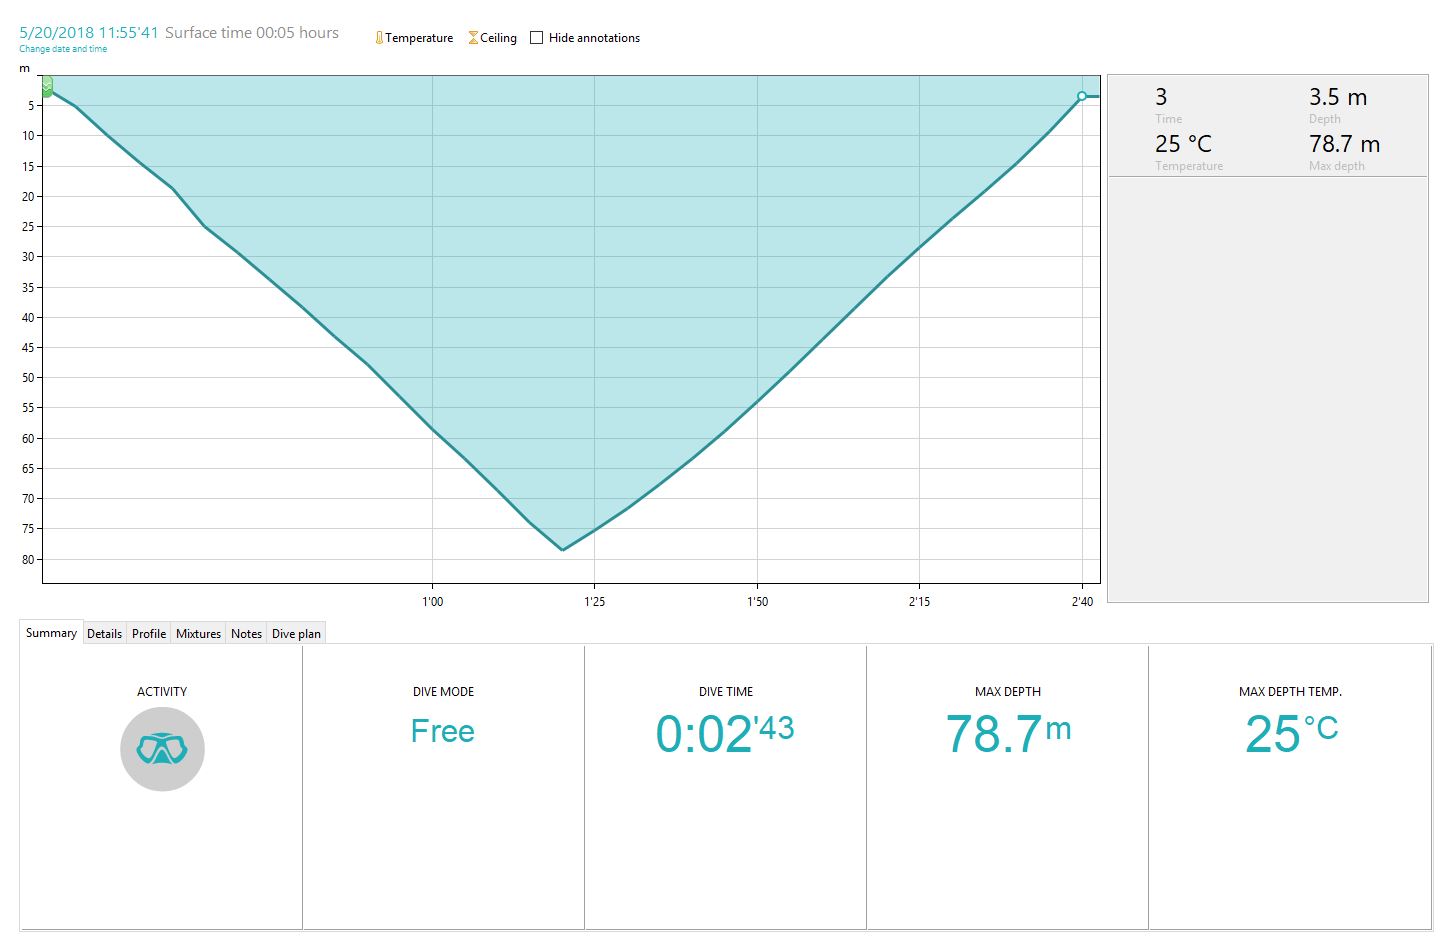 5/20/2018 11:55'41 Surface time 00:05 hours
Change date and time
Temperature Ceiling Hide annotations
m
5
10
15
20
25
30
35
40
45
50
55
60
65
70
75
80
1'00 1'25 1'50 2'15 2'40
3 3.5 m
Time Depth
25 °C 78.7 m
Temperature Max depth
Summary Details Profile Mixtures Notes Dive plan
ACTIVITY DIVE MODE DIVE TIME MAX DEPTH MAX DEPTH TEMP.
Free 0:02'43 78.7m 25°C